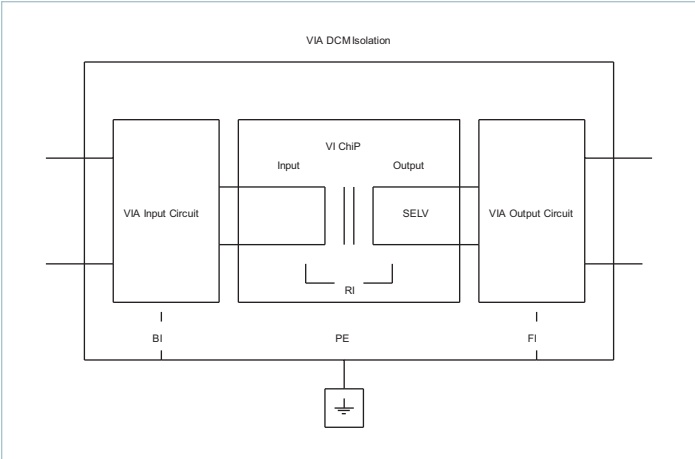 VIA DCM Isolation
VI ChiP
Input
Output
VIA Input Circuit
SELV
VIA Output Circuit
RI
BI
PE
FI